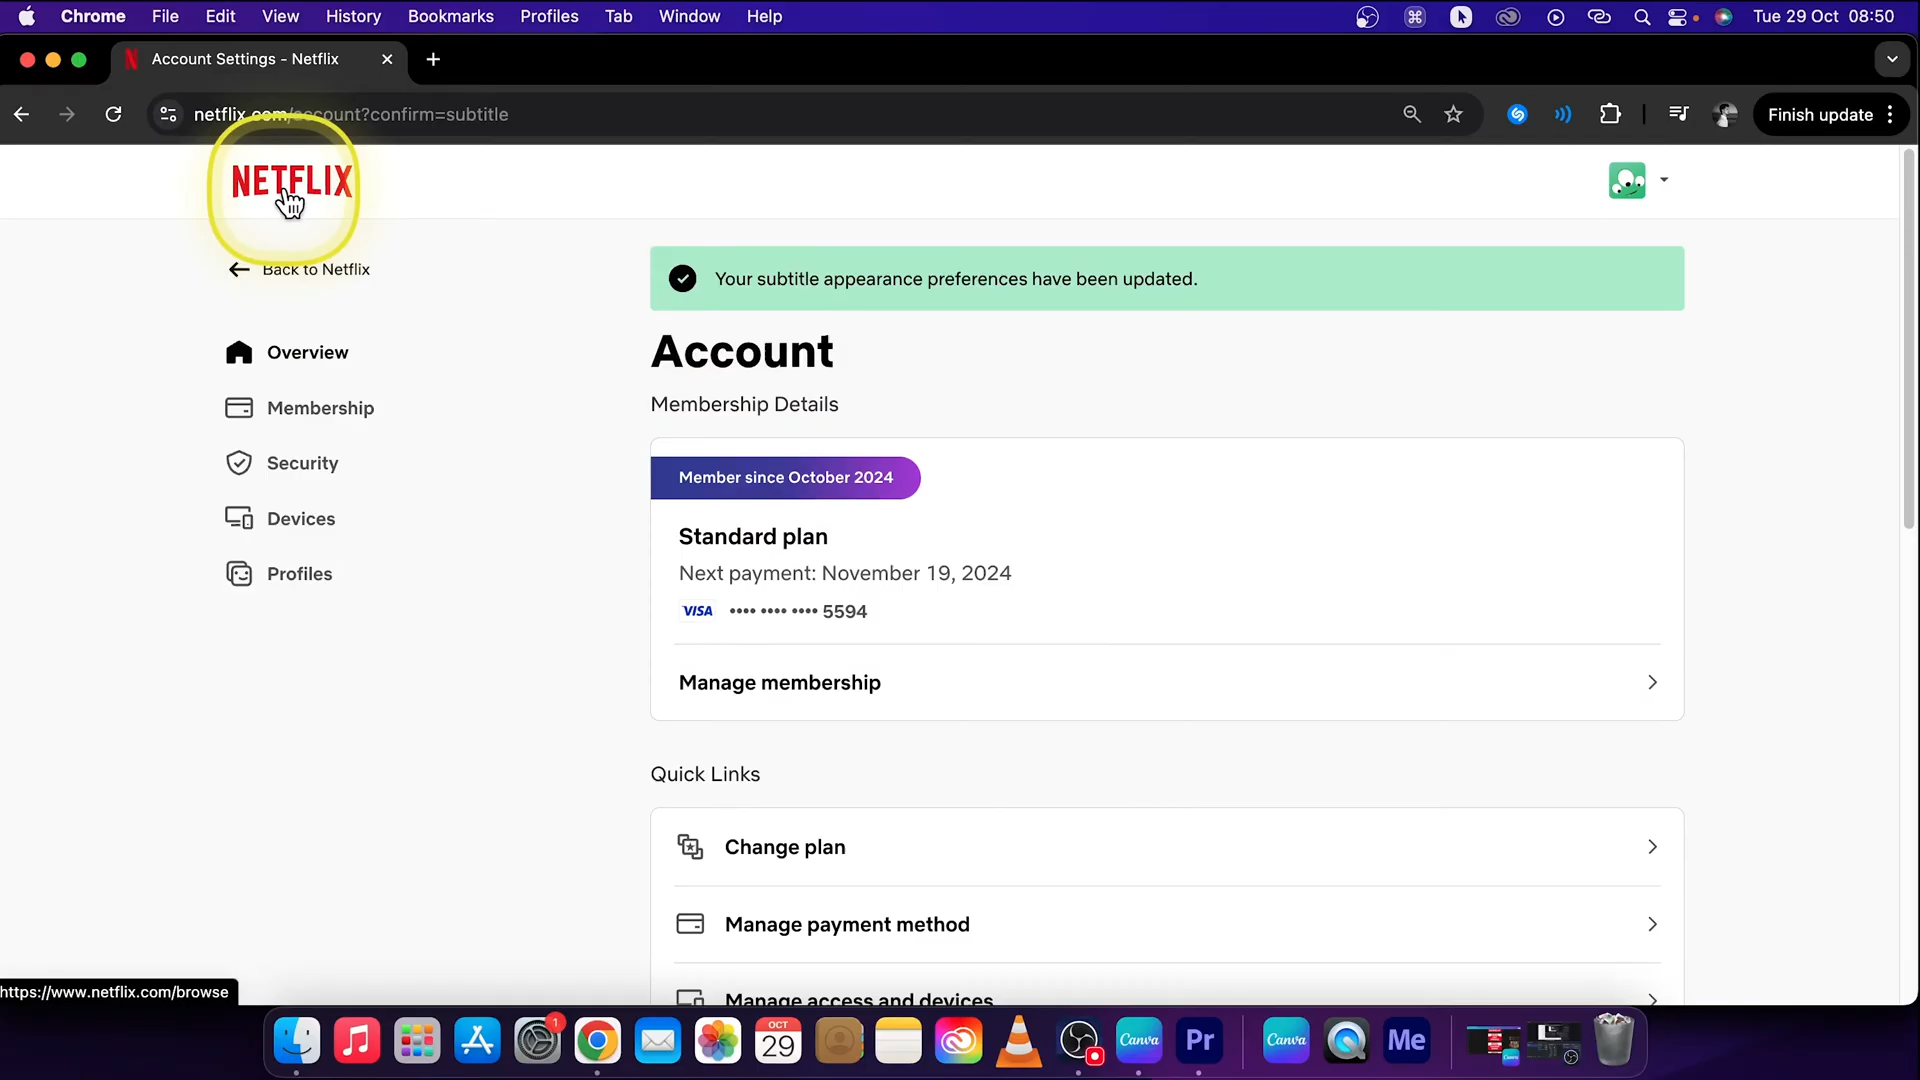 Chrome File Edit View History Bookmarks Profiles Tab Window Help Tue 29 Oct 08:50
Account Settings - Netflix
netflix.com/account?confirm=subtitle Finish update
NETFLIX
Back to Netflix
Your subtitle appearance preferences have been updated.
Overview
Membership
Security
Devices
Profiles
Account
Membership Details
Member since October 2024
Standard plan
Next payment: November 19, 2024
VISA •••• •••• •••• 5594
Manage membership
Quick Links
Change plan
Manage payment method
Manage access and devices
https://www.netflix.com/browse
1
OCT
29
Canva
Pr
Canva
Me